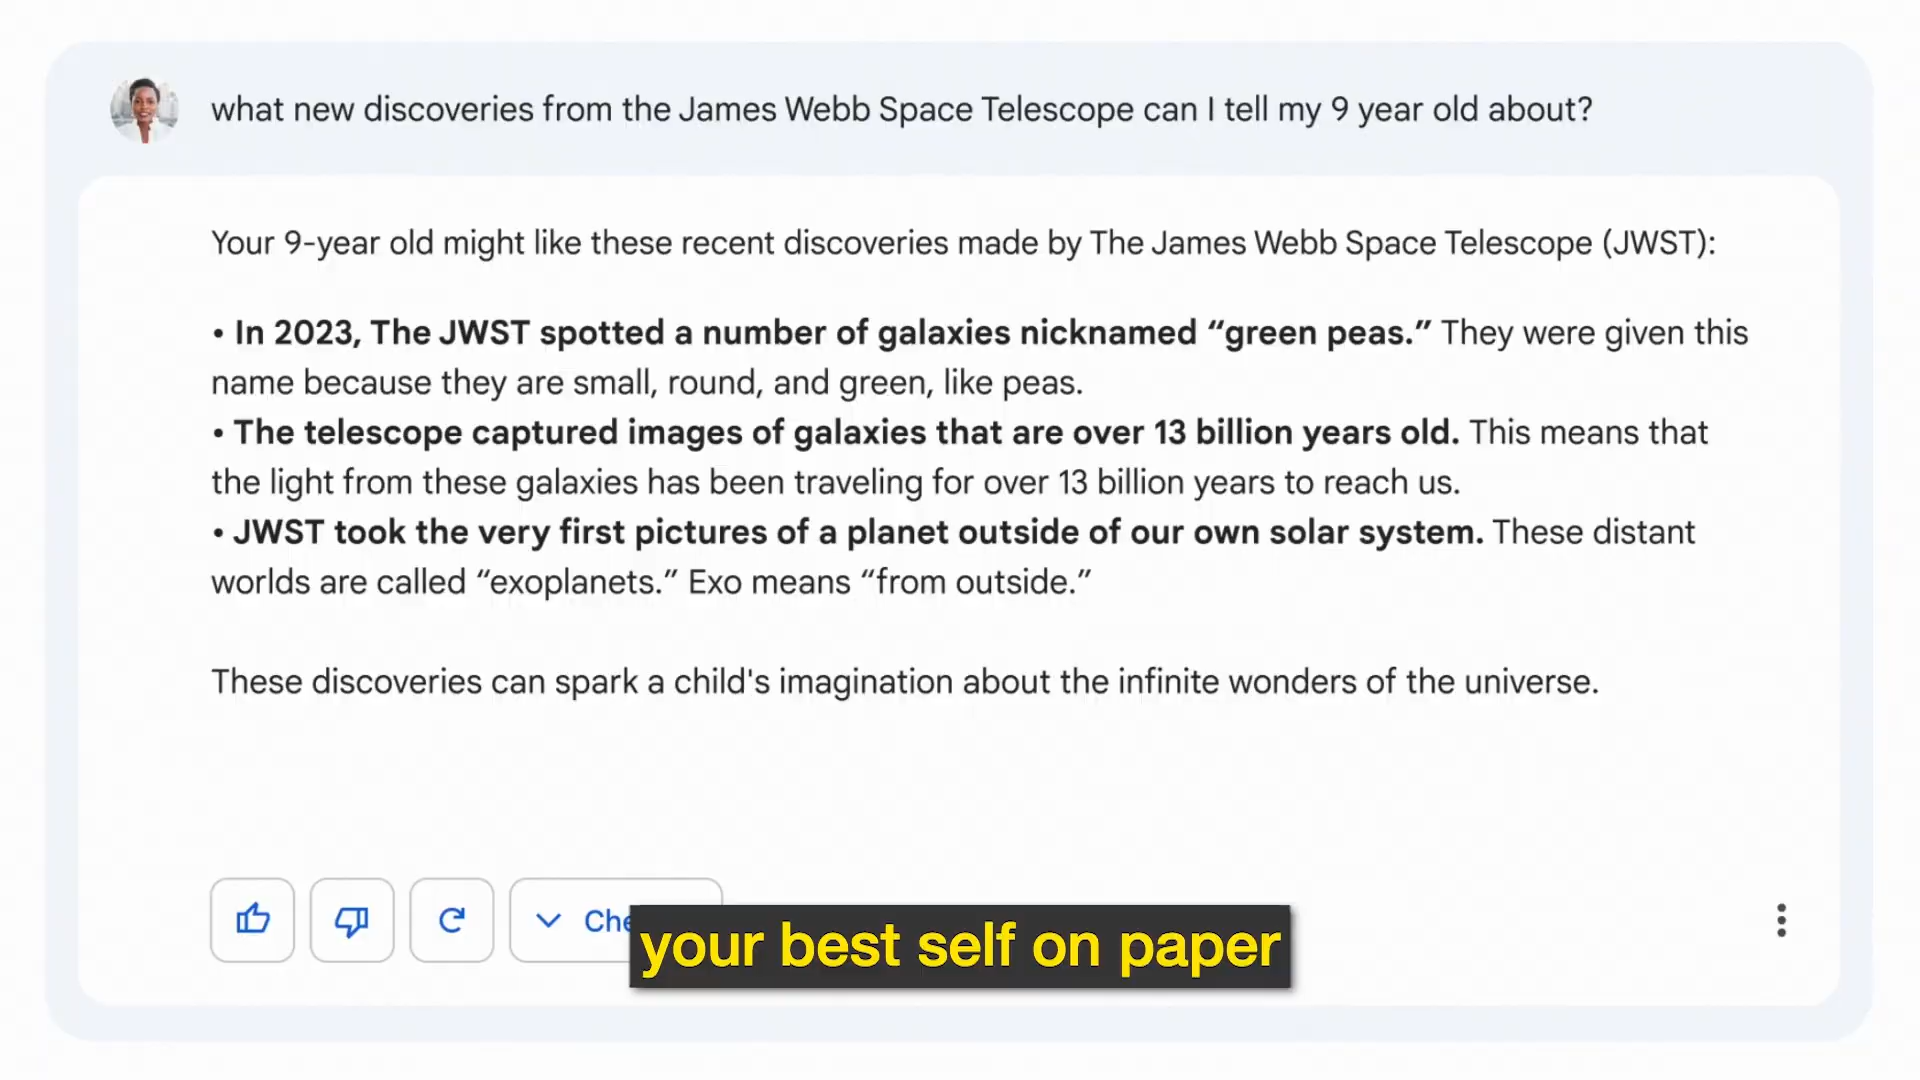 what new discoveries from the James Webb Space Telescope can I tell my 9 year old about?
Your 9-year old might like these recent discoveries made by The James Webb Space Telescope (JWST):
• In 2023, The JWST spotted a number of galaxies nicknamed “green peas.” They were given this
name because they are small, round, and green, like peas.
• The telescope captured images of galaxies that are over 13 billion years old. This means that
the light from these galaxies has been traveling for over 13 billion years to reach us.
• JWST took the very first pictures of a planet outside of our own solar system. These distant
worlds are called “exoplanets.” Exo means “from outside.”
These discoveries can spark a child's imagination about the infinite wonders of the universe.
your best self on paper